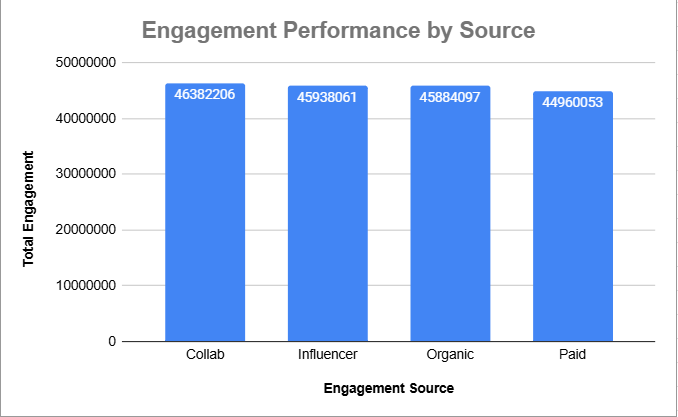 Engagement Performance by Source
50000000
40000000
30000000
20000000
10000000
0
Total Engagement
46382206
45938061
45884097
44960053
Collab
Influencer
Organic
Paid
Engagement Source